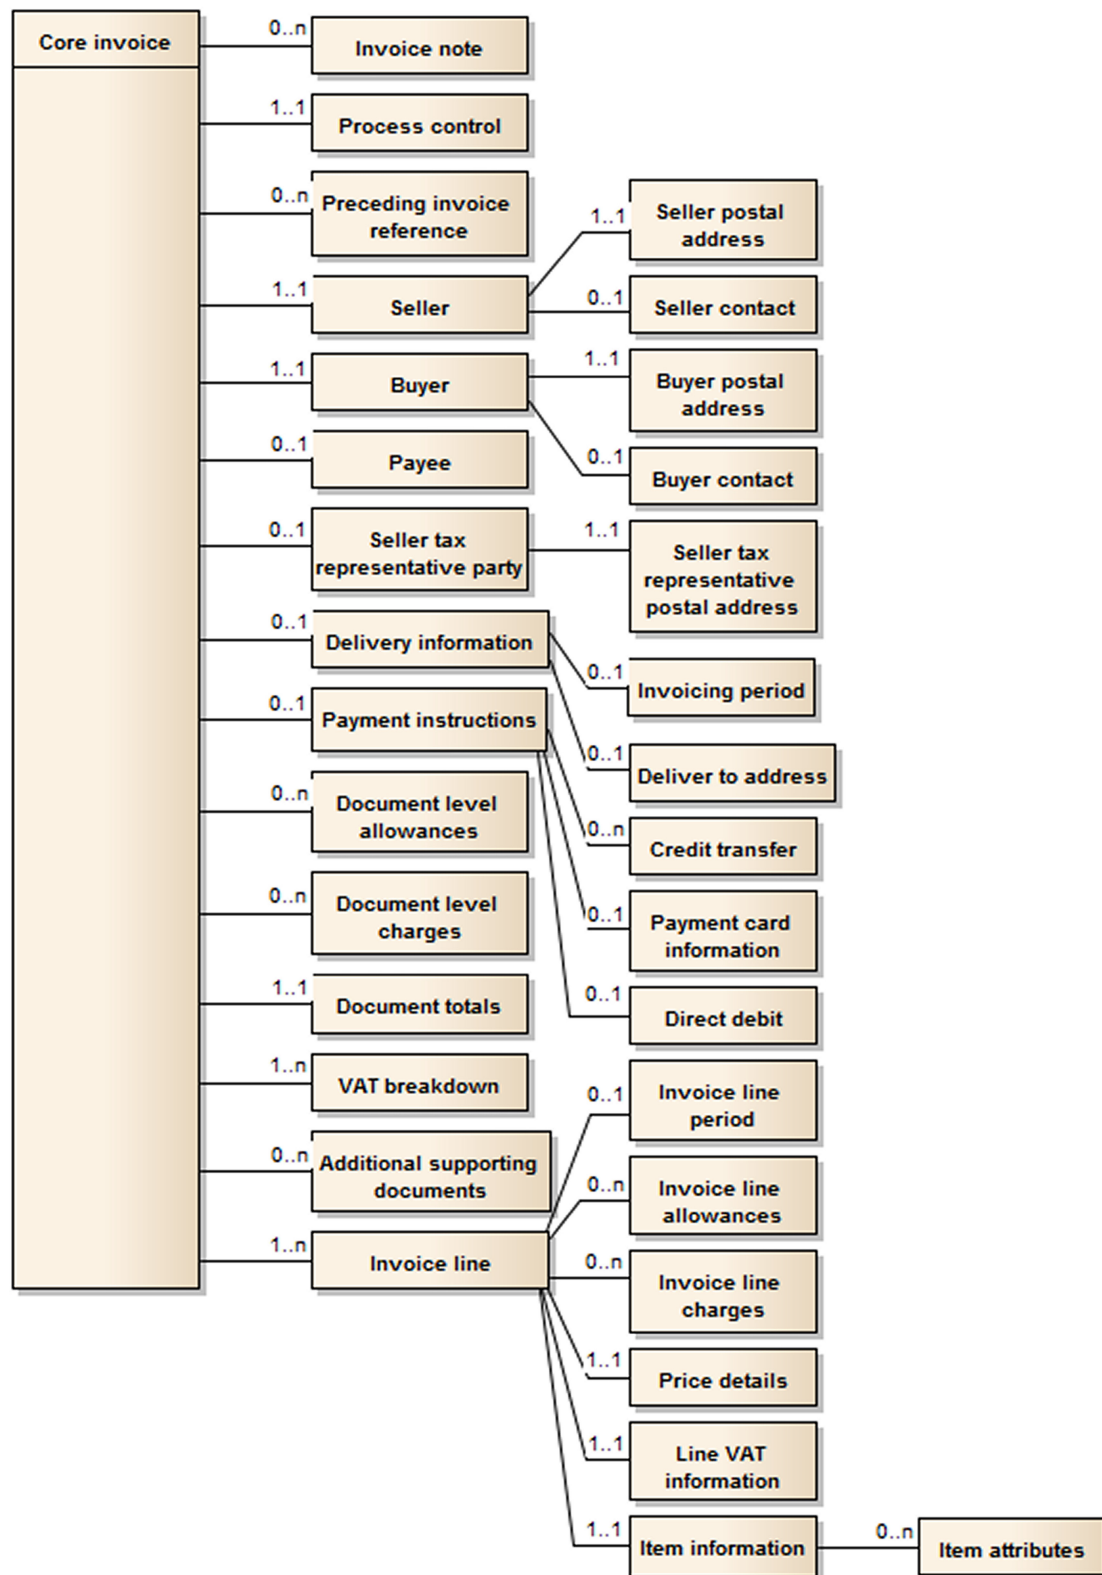 Core invoice
0..n
Invoice note
1..1
Process control
0..n
Preceding invoice
reference
1..1
Seller
1..1
Seller postal
address
0..1
Seller contact
1..1
Buyer
1..1
Buyer postal
address
0..1
Buyer contact
0..1
Payee
0..1
Seller tax
representative party
1..1
Seller tax
representative
postal address
0..1
Delivery information
0..1
Invoicing period
0..1
Deliver to address
0..1
Payment instructions
0..n
Credit transfer
0..1
Payment card
information
0..1
Direct debit
0..n
Document level
allowances
0..n
Document level
charges
1..1
Document totals
1..n
VAT breakdown
0..n
Additional supporting
documents
1..n
Invoice line
0..1
Invoice line
period
0..n
Invoice line
allowances
0..n
Invoice line
charges
1..1
Price details
1..1
Line VAT
information
1..1
Item information
0..n
Item attributes